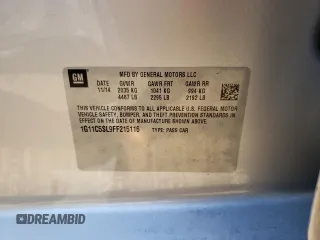 GM
MFD BY GENERAL MOTORS LLC
DATE GVWR GAWR FRT GAWR RR
11/14 2035 KG 1041 KG 994 KG
4487 LB 2295 LB 2192 LB
THIS VEHICLE CONFORMS TO ALL APPLICABLE U.S. FEDERAL MOTOR
VEHICLE SAFETY, BUMPER, AND THEFT PREVENTION STANDARDS
IN EFFECT ON THE DATE OF MANUFACTURE SHOWN ABOVE.
1G11C5SL9FF215116 TYPE: PASS CAR
© DREAMBID
DREAMBID.COM